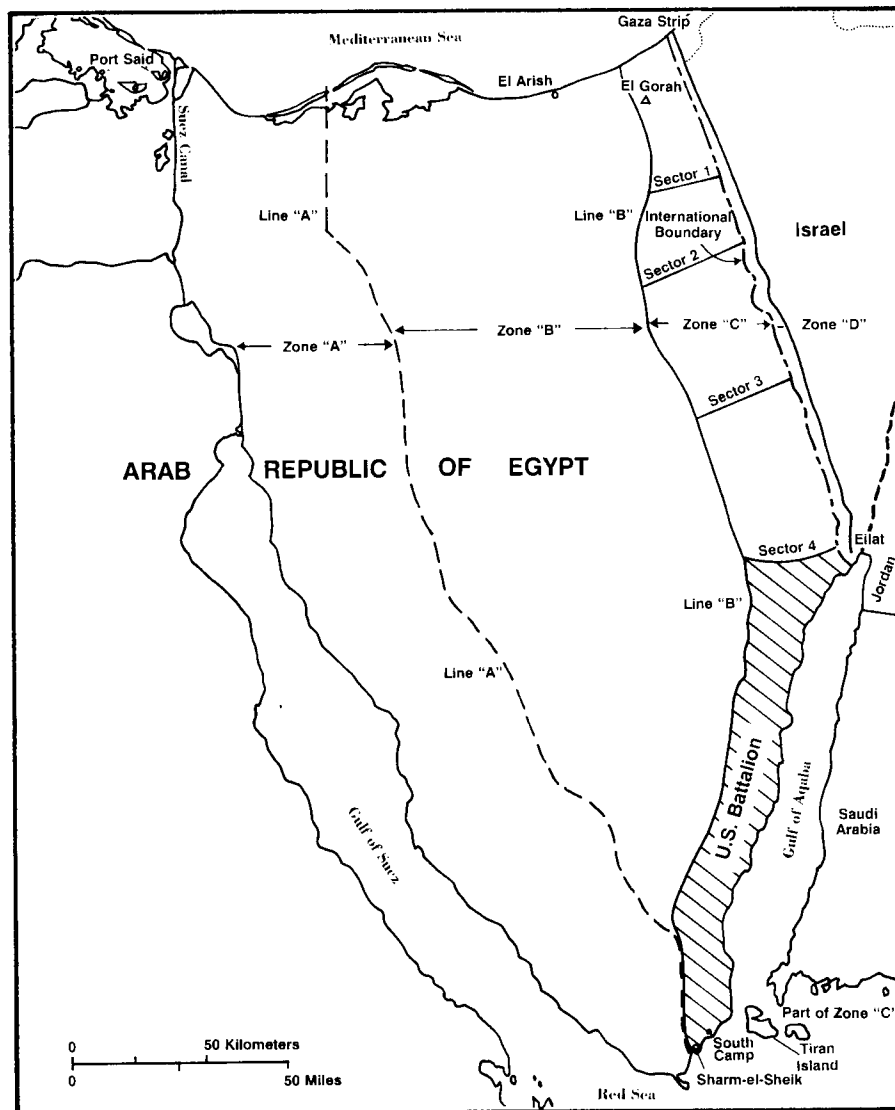 Gaza Strip
Mediterranean Sea
Port Said
El Arish
El Gorah
Suez Canal
Sector 1
Line "A"
Line "B"
International
Boundary
Israel
Sector 2
Zone "A"
Zone "B"
Zone "C"
Zone "D"
Sector 3
ARAB REPUBLIC OF EGYPT
Sector 4
Eilat
Jordan
Line "B"
Line "A"
U.S. Battalion
Gulf of Aqaba
Saudi
Arabia
Gulf of Suez
Part of Zone "C"
0 50 Kilometers
0 50 Miles
South
Camp
Tiran
Island
Sharm-el-Sheik
Red Sea